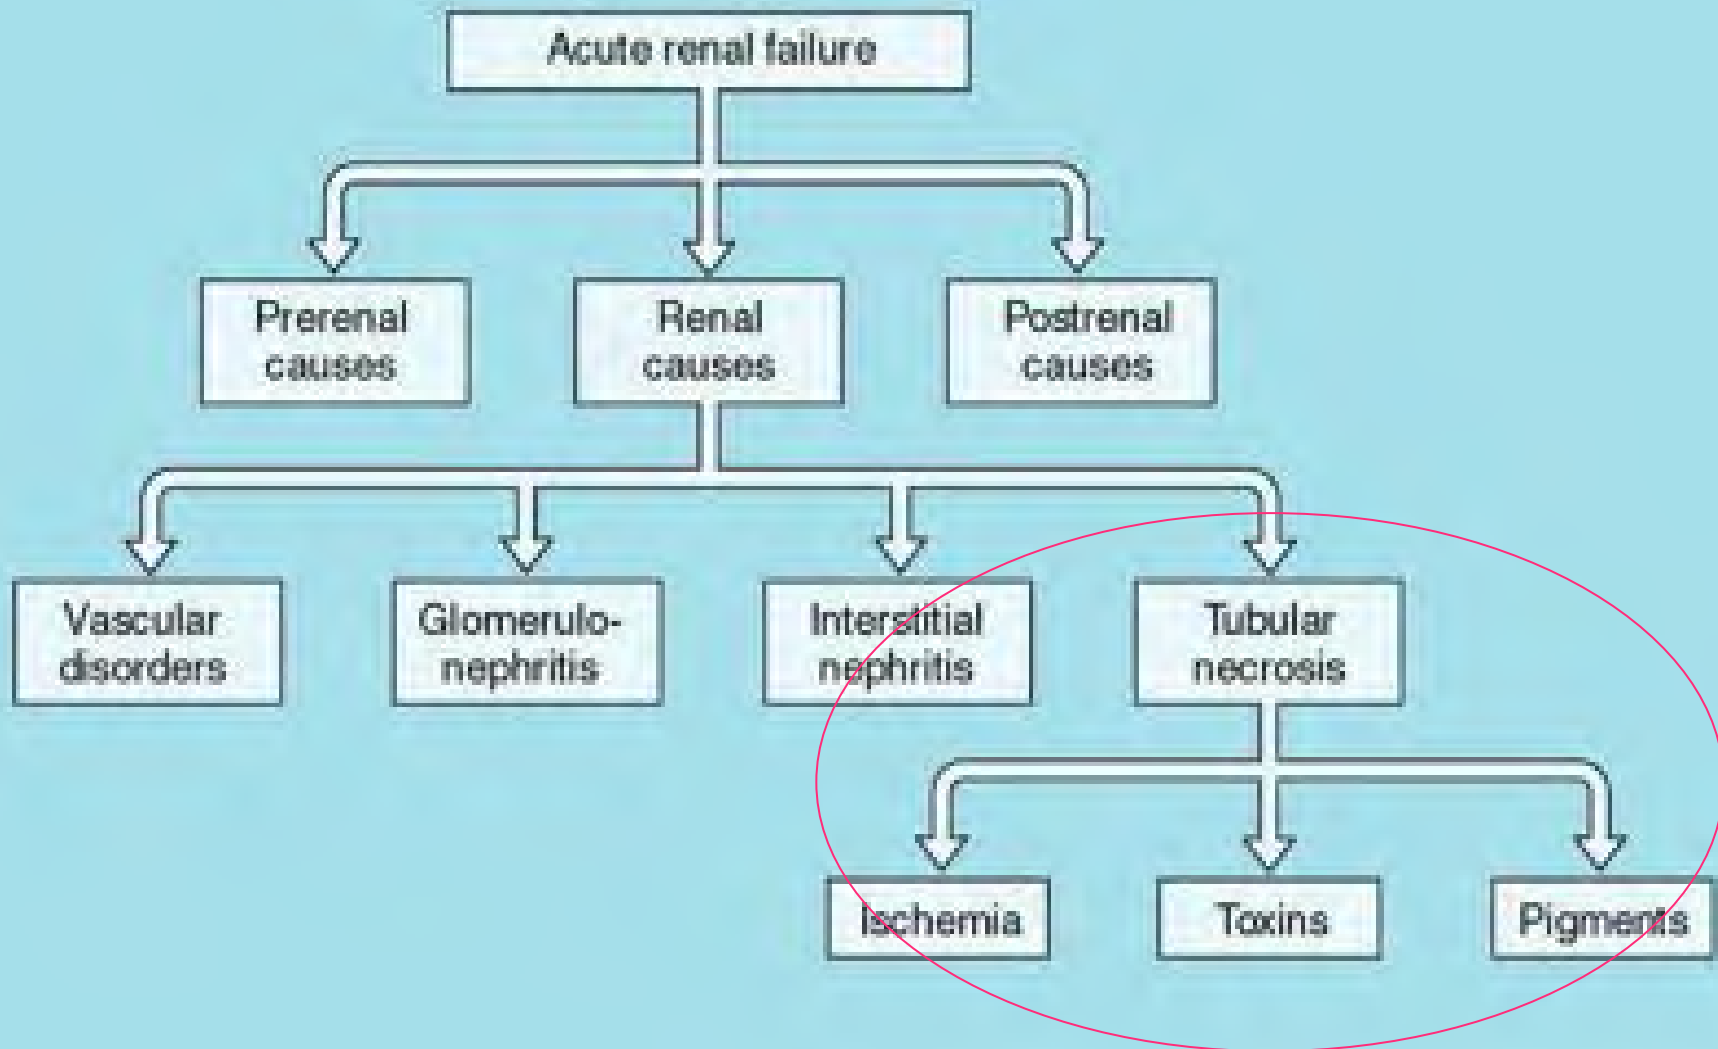 Acute renal failure
Prerenal
causes
Renal
causes
Postrenal
causes
Vascular
disorders
Glomerulo-
nephritis
Interstitial
nephritis
Tubular
necrosis
Ischemia
Toxins
Pigments